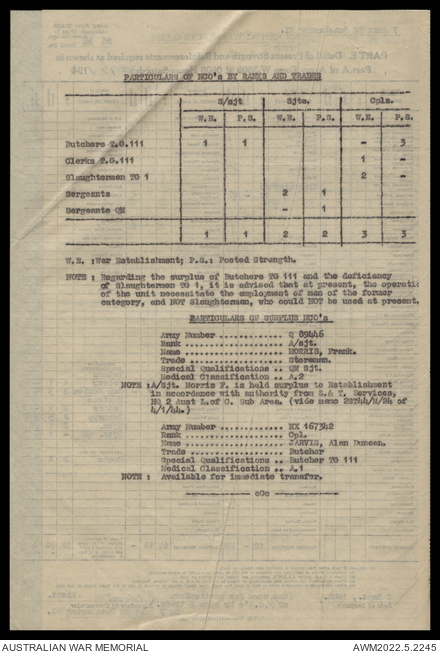 PARTICULARS OF NCO's BY RANKS AND TRADES
S/sjt Sjts. Cpls.
W.E. P.S. W.E. P.S. W.E. P.S.
Butchers T.G.111 1 1 - 3
Clerks T.G.111 1 -
Slaughtermen TG 1 2 -
Sergeants 2 1
Sergeants QM - 1
1 1 2 2 3 3
W.E. :War Establishment; P.S.: Posted Strength.
NOTE : Regarding the surplus of Butchers TG 111 and the deficiency
of Slaughtermen TG 1, it is advised that at present, the operatic
of the unit necessitate the employment of men of the former
category, and NOT Slaughtermen, who could NOT be used at present.
PARTICULARS OF SURPLUS NCO's
Army Number ............. Q 89446
Rank .................... A/sjt.
Name .................... MORRIS, Frank.
Trade ................... Storeman.
Special Qualifications .. QM Sjt.
Medical Classification .. A.2
NOTE :A/Sjt. Morris F. is held surplus to Establishment
in accordance with authority from S.& T. Services,
HQ 2 Aust L.of C. Sub Area. (vide memo 2ST44/M/24 of
4/1/44.)
Army Number ............. NX 167342
Rank .................... Cpl.
Name .................... JARVIS, Alan Duncan.
Trade ................... Butcher
Special Qualifications .. Butcher TG 111
Medical Classification .. A.1
NOTE : Available for immediate transfer.
---------- oOo ----------
AUSTRALIAN WAR MEMORIAL AWM2022.5.2245